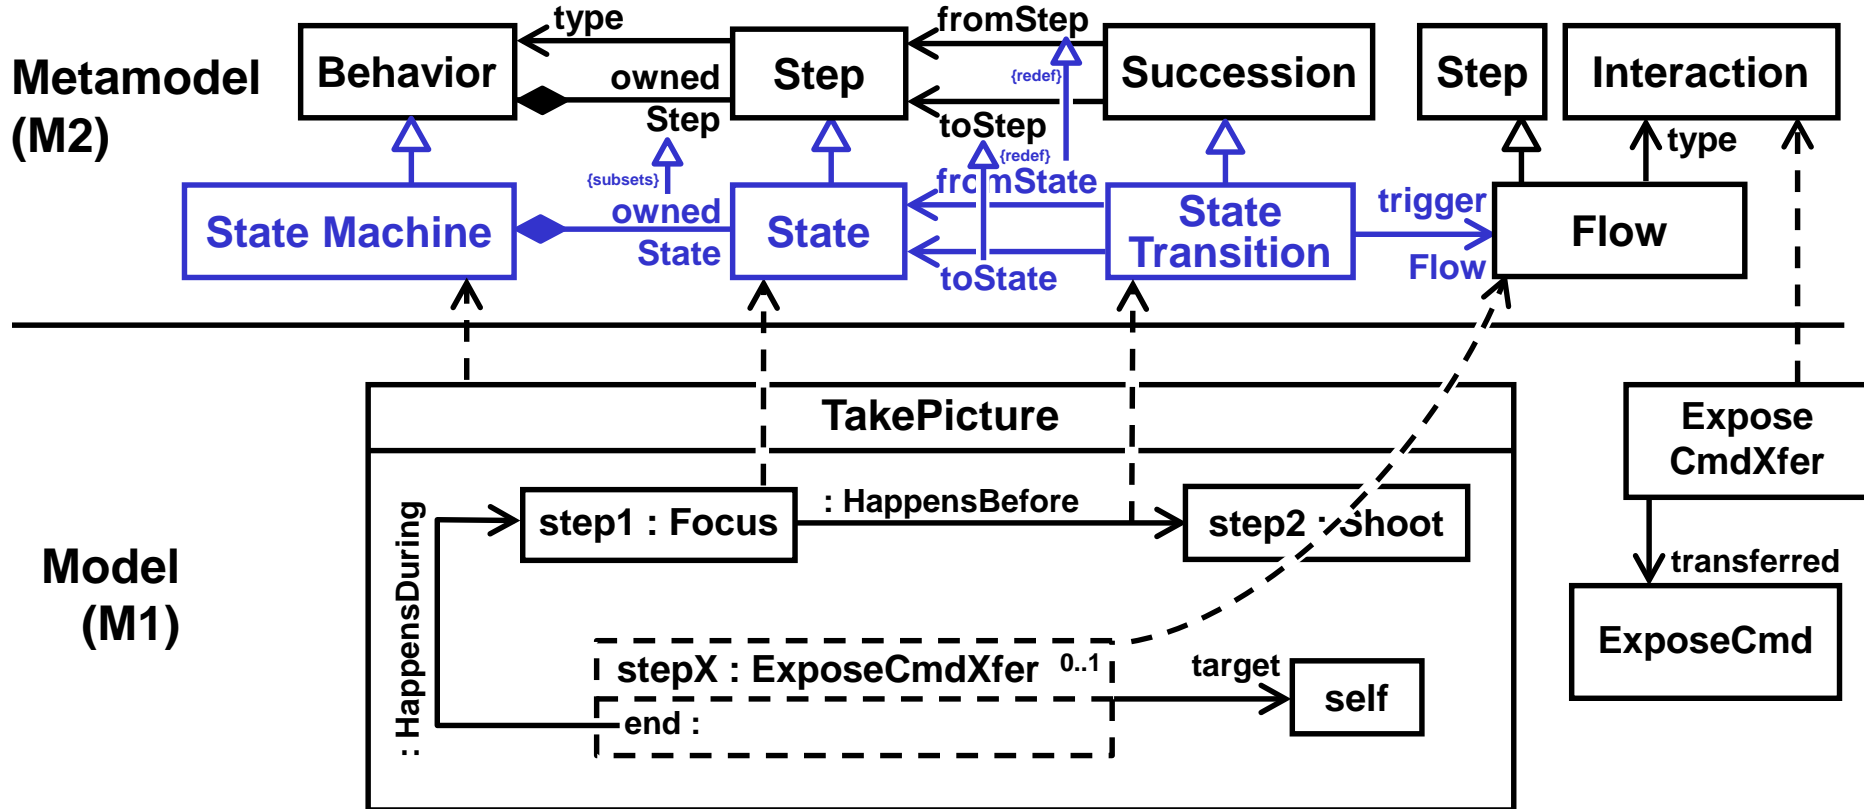 Metamodel
(M2)
Behavior
type
owned
Step
Step
fromStep
{redef}
toStep
{redef}
Succession
Step
Interaction
type
{subsets}
State Machine
owned
State
State
fromState
toState
State
Transition
trigger
Flow
Flow
Model
(M1)
TakePicture
: HappensDuring
step1 : Focus
: HappensBefore
step2 : Shoot
stepX : ExposeCmdXfer 0..1
end :
target
self
Expose
CmdXfer
transferred
ExposeCmd